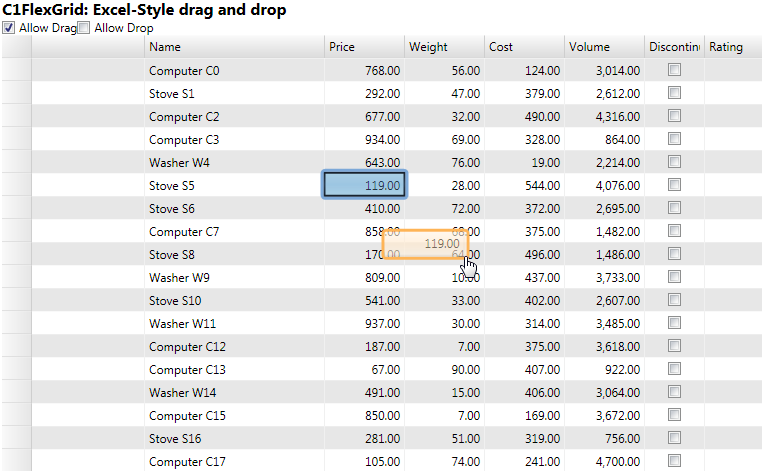 C1FlexGrid: Excel-Style drag and drop
Allow Drag Allow Drop
Name Price Weight Cost Volume Discontinu Rating
Computer C0 768.00 56.00 124.00 3,014.00
Stove S1 292.00 47.00 379.00 2,612.00
Computer C2 677.00 32.00 490.00 4,316.00
Computer C3 934.00 69.00 328.00 864.00
Washer W4 643.00 76.00 19.00 2,214.00
Stove S5 119.00 28.00 544.00 4,076.00
Stove S6 410.00 72.00 372.00 2,695.00
Computer C7 858.00 68.00 375.00 1,482.00
119.00
Stove S8 170.00 64.00 496.00 1,486.00
Washer W9 809.00 10.00 437.00 3,733.00
Stove S10 541.00 33.00 402.00 2,607.00
Washer W11 937.00 30.00 314.00 3,485.00
Computer C12 187.00 7.00 375.00 3,618.00
Computer C13 67.00 90.00 407.00 922.00
Washer W14 491.00 15.00 406.00 3,064.00
Computer C15 850.00 7.00 169.00 3,672.00
Stove S16 281.00 51.00 319.00 756.00
Computer C17 105.00 74.00 241.00 4,700.00